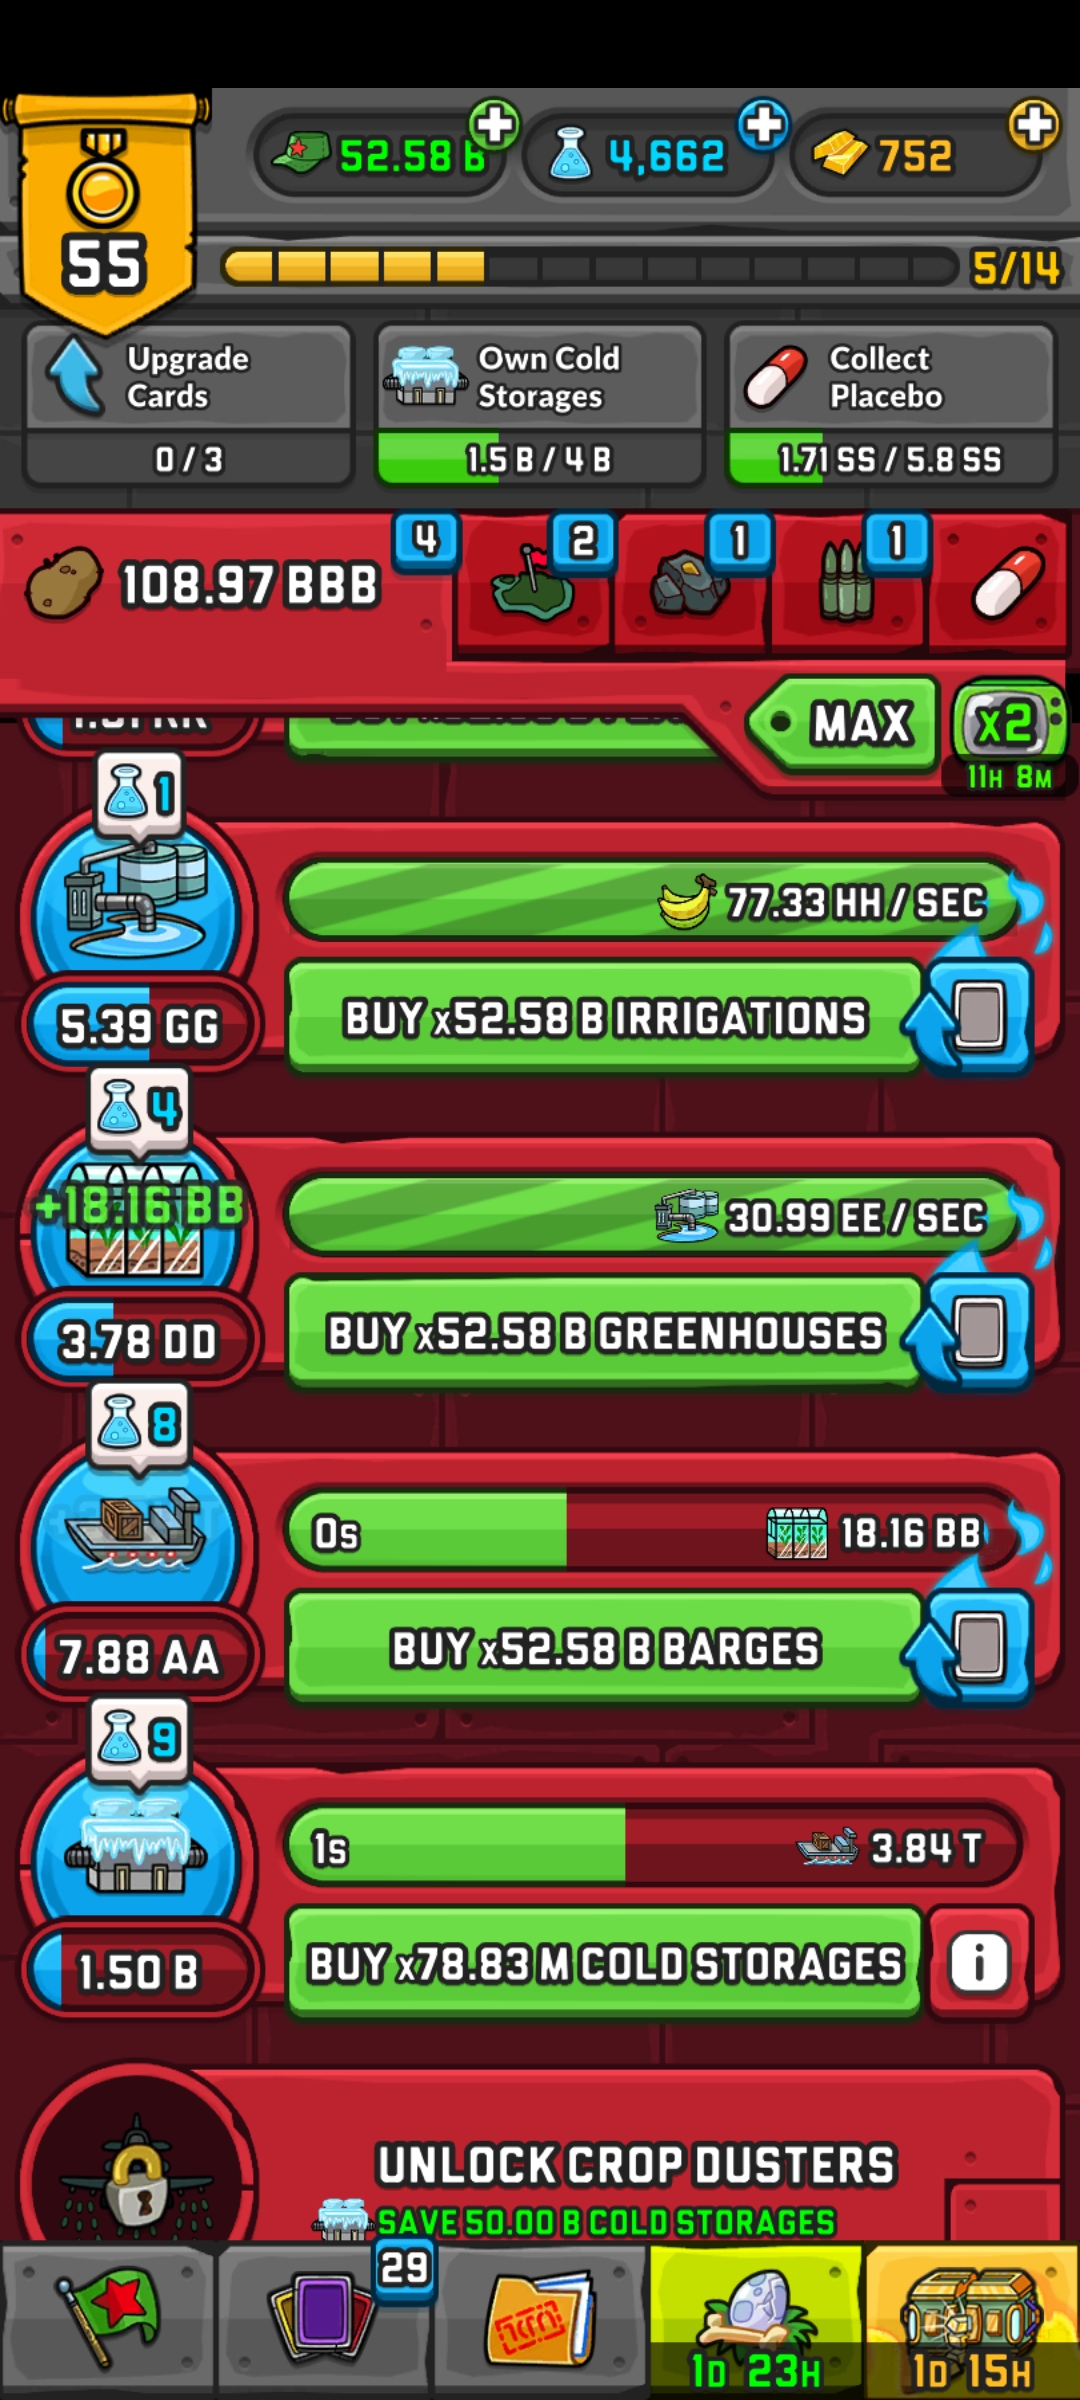 52.58 B
4,662
752
55
5/14
Upgrade
Cards
0 / 3
Own Cold
Storages
1.5 B / 4 B
Collect
Placebo
1.71 SS / 5.8 SS
108.97 BBB
4
2
1
1
MAX
x2
11H 8M
1
77.33 HH / SEC
5.39 GG
BUY x52.58 B IRRIGATIONS
4
+18.16 BB
30.99 EE / SEC
3.78 DD
BUY x52.58 B GREENHOUSES
8
0s
18.16 BB
7.88 AA
BUY x52.58 B BARGES
9
1s
3.84 T
1.50 B
BUY x78.83 M COLD STORAGES
i
UNLOCK CROP DUSTERS
SAVE 50.00 B COLD STORAGES
29
1D 23H
1D 15H